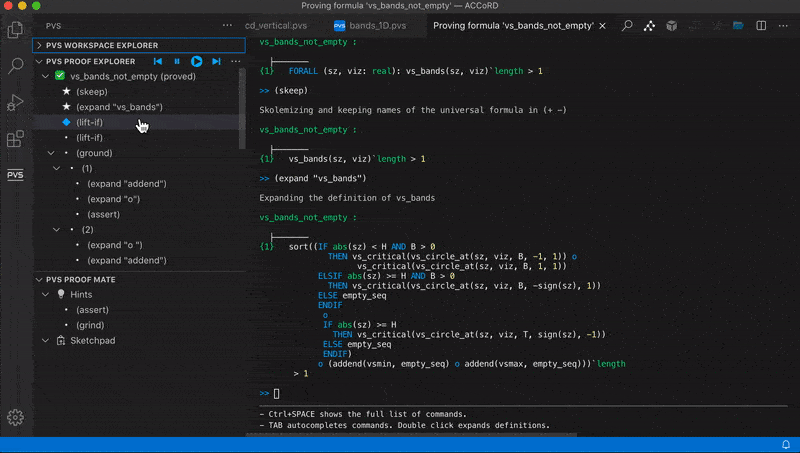 Proving formula 'vs_bands_not_empty' — ACCoRD
PVS
cd_vertical.pvs
bands_1D.pvs
Proving formula 'vs_bands_not_empty'
PVS WORKSPACE EXPLORER
PVS PROOF EXPLORER
vs_bands_not_empty (proved)
(skeep)
(expand "vs_bands")
(lift-if)
(lift-if)
(ground)
(1)
(expand "addend")
(expand "o")
(assert)
(2)
(expand "o ")
(expand "addend")
PVS PROOF MATE
Hints
(assert)
(grind)
Sketchpad
PVS
vs_bands_not_empty :
{1} FORALL (sz, viz: real): vs_bands(sz, viz)`length > 1
>> (skeep)
Skolemizing and keeping names of the universal formula in (+ -)
vs_bands_not_empty :
{1} vs_bands(sz, viz)`length > 1
>> (expand "vs_bands")
Expanding the definition of vs_bands
vs_bands_not_empty :
{1} sort((IF abs(sz) < H AND B > 0
THEN vs_critical(vs_circle_at(sz, viz, B, -1, 1)) o
vs_critical(vs_circle_at(sz, viz, B, 1, 1))
ELSIF abs(sz) >= H AND B > 0
THEN vs_critical(vs_circle_at(sz, viz, B, -sign(sz), 1))
ELSE empty_seq
ENDIF
o
IF abs(sz) >= H
THEN vs_critical(vs_circle_at(sz, viz, T, sign(sz), -1))
ELSE empty_seq
ENDIF)
o (addend(vsmin, empty_seq) o addend(vsmax, empty_seq)))`length
> 1
>>
- Ctrl+SPACE shows the full list of commands.
- TAB autocompletes commands. Double click expands definitions.